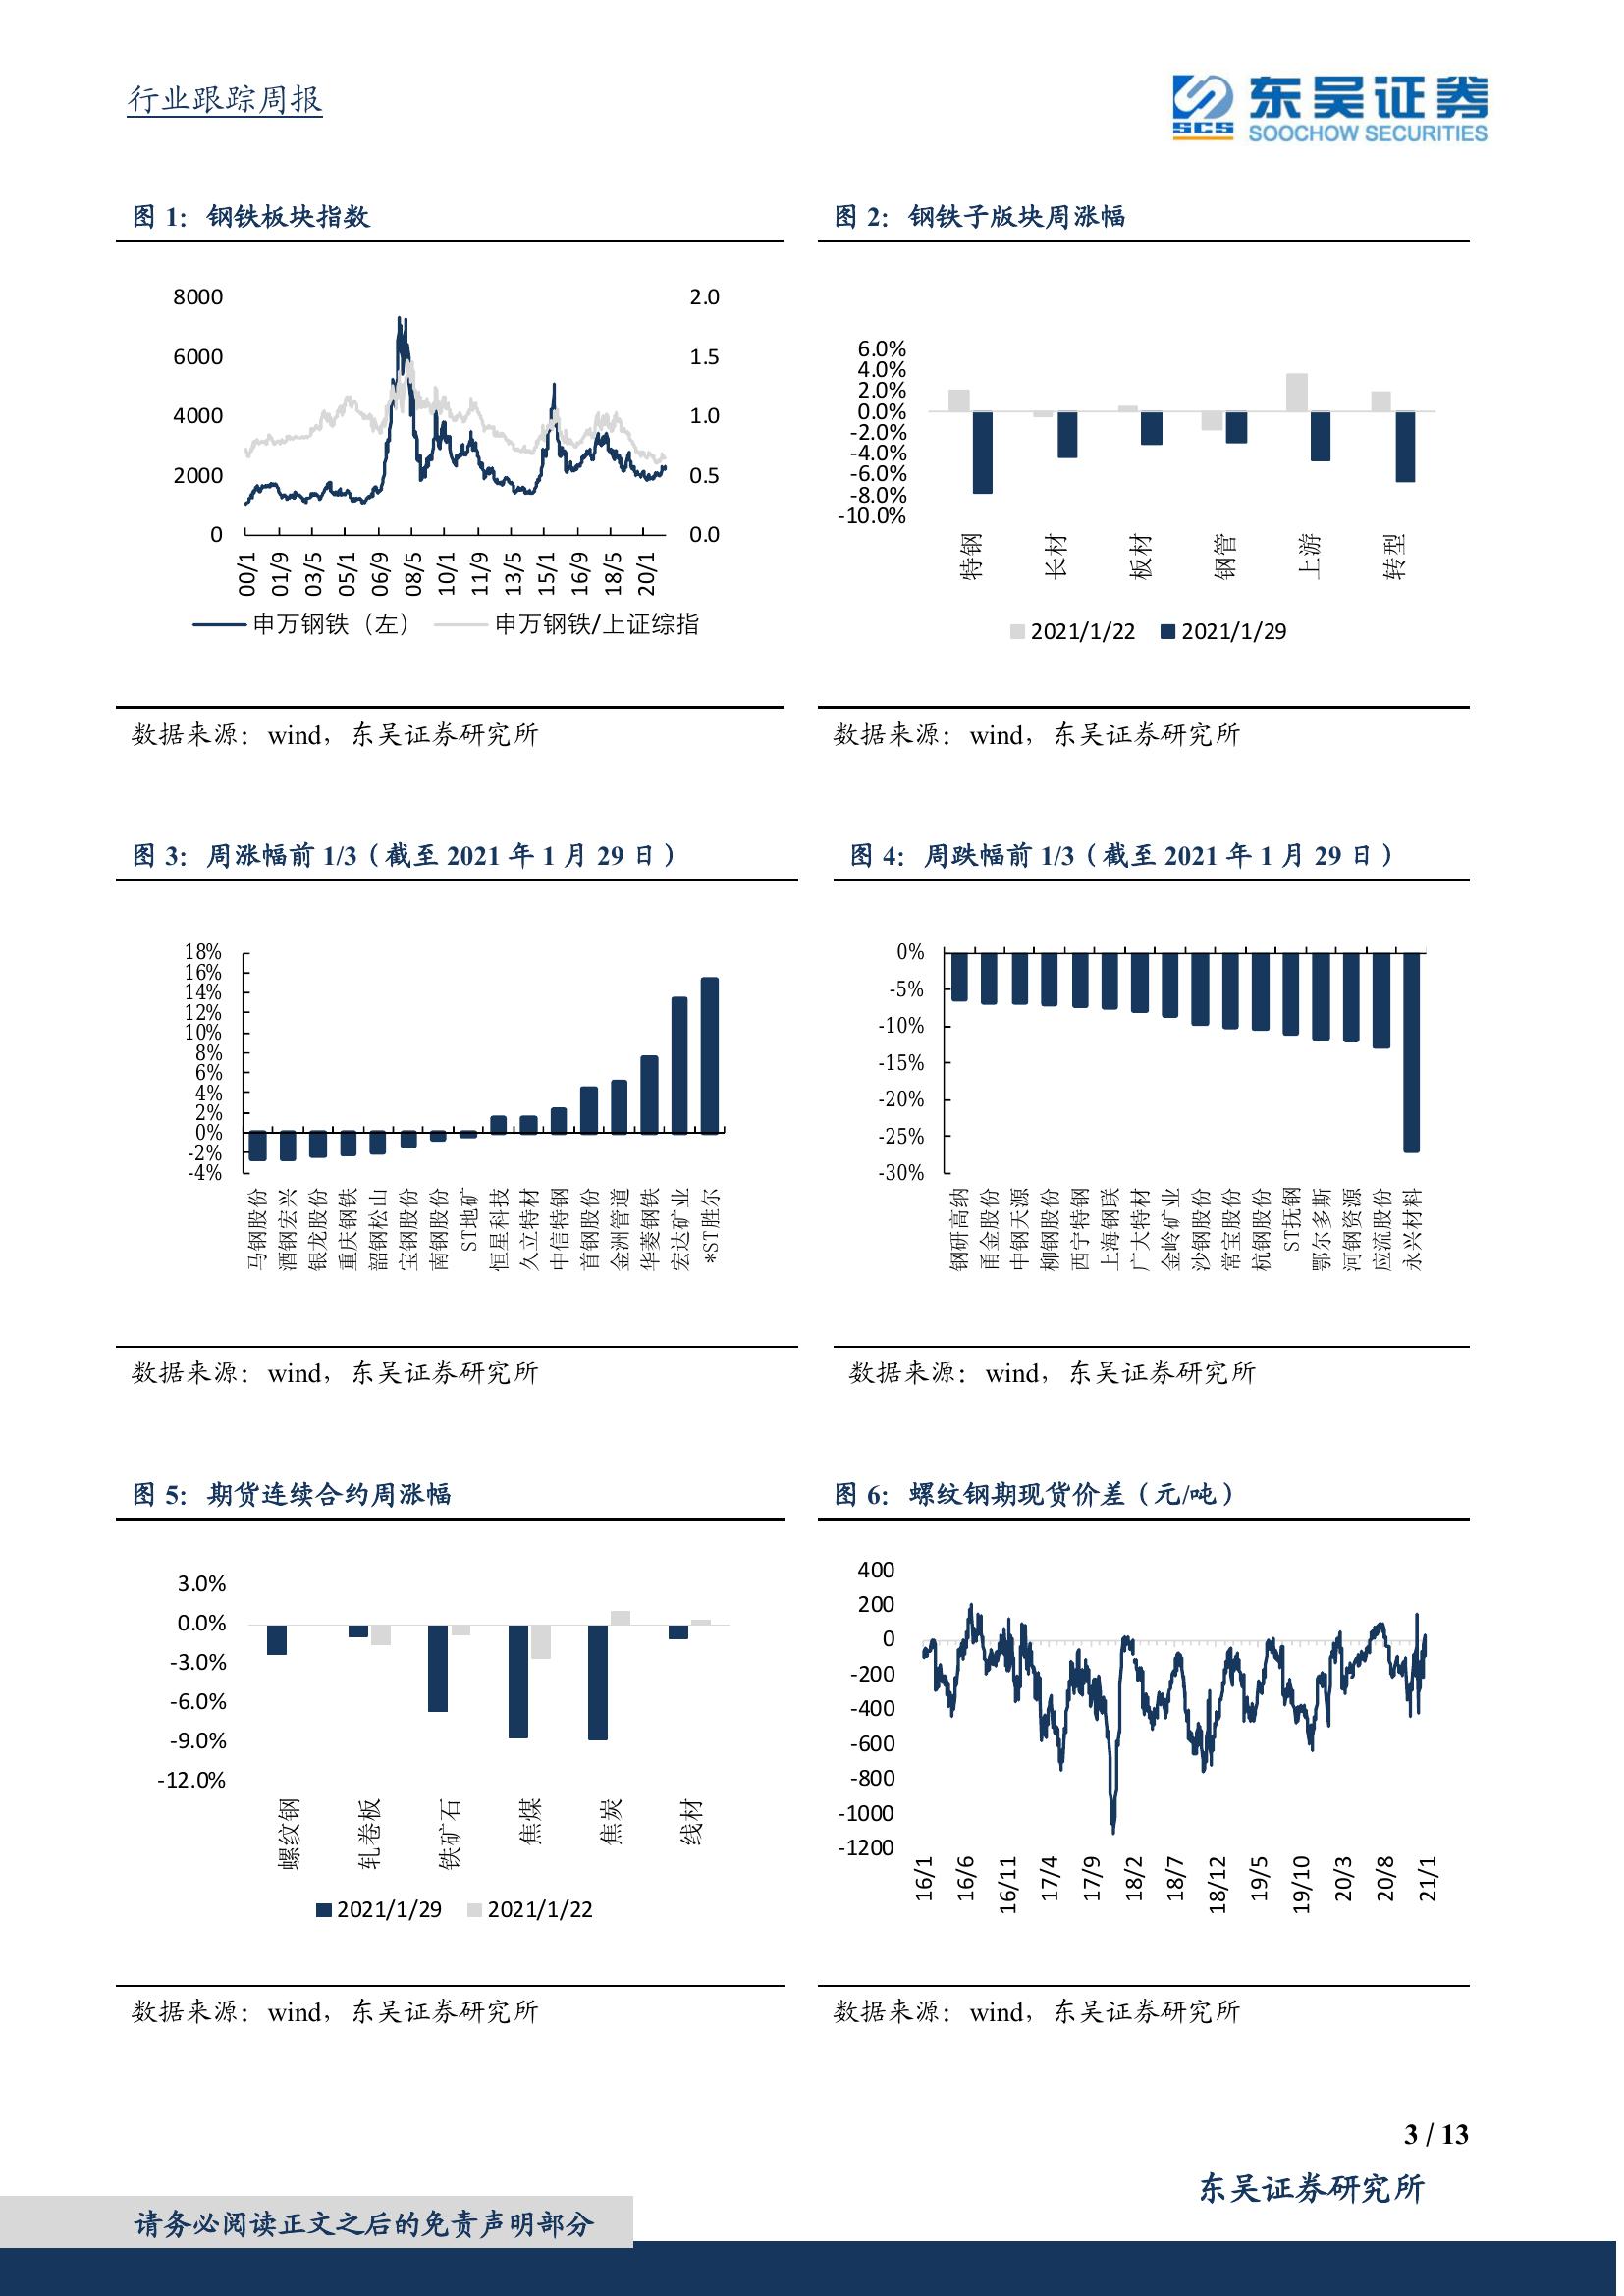 行业跟踪周报
东吴证券
SCS
SOOCHOW SECURITIES
图 1：钢铁板块指数
8000
6000
4000
2000
0
2.0
1.5
1.0
0.5
0.0
00/1 01/9 03/5 05/1 06/9 08/5 10/1 11/9 13/5 15/1 16/9 18/5 20/1
申万钢铁（左） 申万钢铁/上证综指
数据来源：wind，东吴证券研究所
图 2：钢铁子版块周涨幅
6.0%
4.0%
2.0%
0.0%
-2.0%
-4.0%
-6.0%
-8.0%
-10.0%
特钢 长材 板材 钢管 上游 转型
2021/1/22 2021/1/29
数据来源：wind，东吴证券研究所
图 3：周涨幅前 1/3（截至 2021 年 1 月 29 日）
18%
16%
14%
12%
10%
8%
6%
4%
2%
0%
-2%
-4%
马钢股份 酒钢宏兴 银龙股份 重庆钢铁 韶钢松山 宝钢股份 南钢股份 ST地矿 恒星科技 久立特材 中信特钢 首钢股份 金洲管道 华菱钢铁 宏达矿业 *ST胜尔
数据来源：wind，东吴证券研究所
图 4：周跌幅前 1/3（截至 2021 年 1 月 29 日）
0%
-5%
-10%
-15%
-20%
-25%
-30%
钢研高纳 甬金股份 中钢天源 柳钢股份 西宁特钢 上海钢联 广大特材 金岭矿业 沙钢股份 常宝股份 杭钢股份 ST抚钢 鄂尔多斯 河钢资源 应流股份 永兴材料
数据来源：wind，东吴证券研究所
图 5：期货连续合约周涨幅
3.0%
0.0%
-3.0%
-6.0%
-9.0%
-12.0%
螺纹钢 轧卷板 铁矿石 焦煤 焦炭 线材
2021/1/29 2021/1/22
数据来源：wind，东吴证券研究所
图 6：螺纹钢期现货价差（元/吨）
400
200
0
-200
-400
-600
-800
-1000
-1200
16/1 16/6 16/11 17/4 17/9 18/2 18/7 18/12 19/5 19/10 20/3 20/8 21/1
数据来源：wind，东吴证券研究所
3 / 13
东吴证券研究所
请务必阅读正文之后的免责声明部分